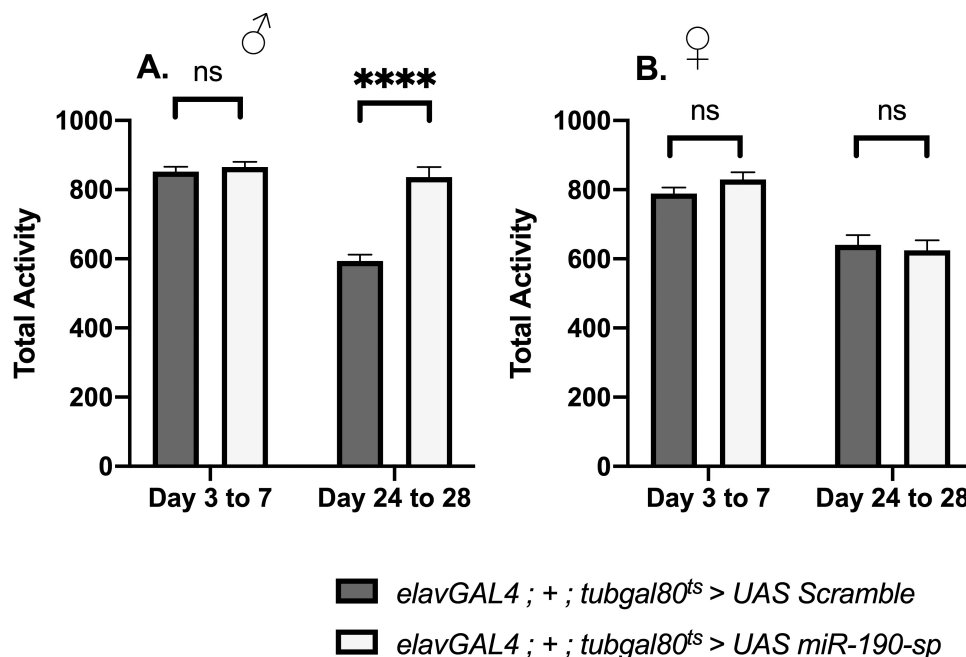 ♂
A.
ns
****
Total Activity
1000
800
600
400
200
0
Day 3 to 7
Day 24 to 28
♀
B.
ns
ns
Total Activity
1000
800
600
400
200
0
Day 3 to 7
Day 24 to 28
elavGAL4 ; + ; tubgal80ts > UAS Scramble
elavGAL4 ; + ; tubgal80ts > UAS miR-190-sp